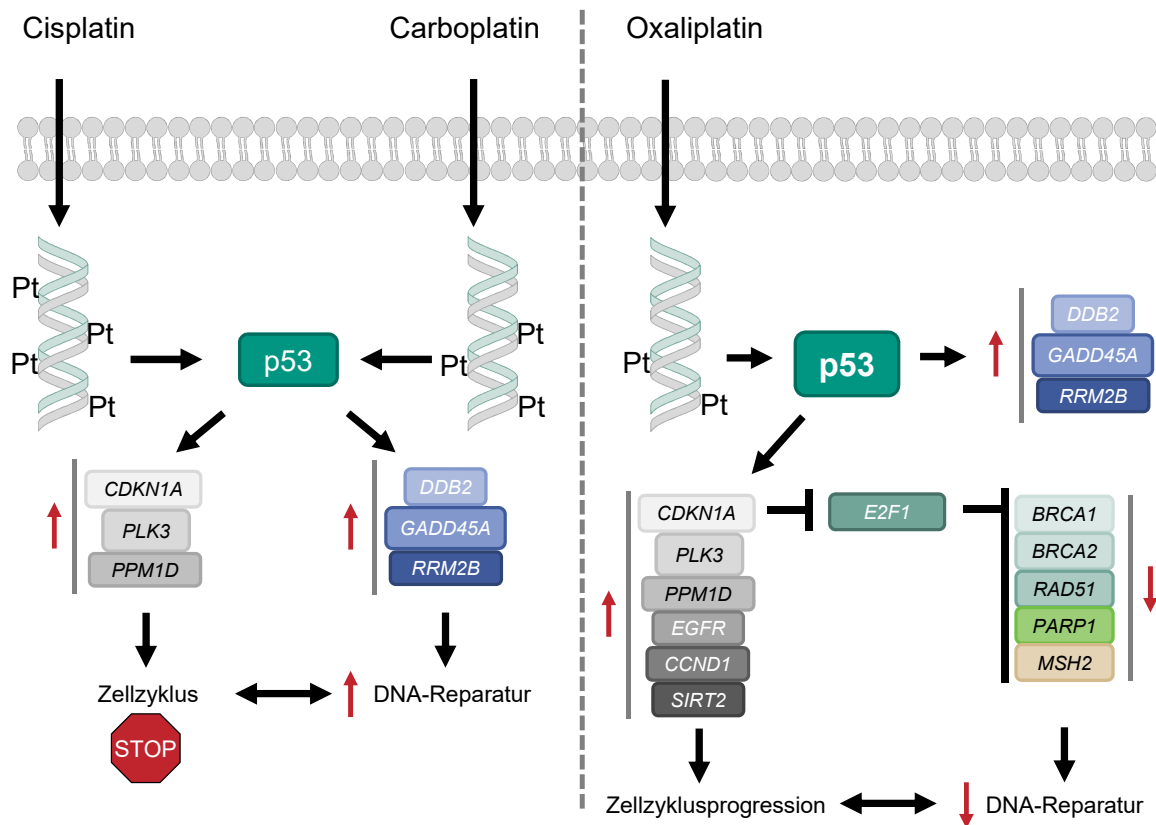 Cisplatin
Carboplatin
Oxaliplatin
Pt
Pt
Pt
Pt
p53
Pt
Pt
Pt
CDKN1A
PLK3
PPM1D
DDB2
GADD45A
RRM2B
Zellzyklus
STOP
DNA-Reparatur
Pt
Pt
p53
DDB2
GADD45A
RRM2B
CDKN1A
PLK3
PPM1D
EGFR
CCND1
SIRT2
E2F1
BRCA1
BRCA2
RAD51
PARP1
MSH2
Zellzyklusprogression
DNA-Reparatur